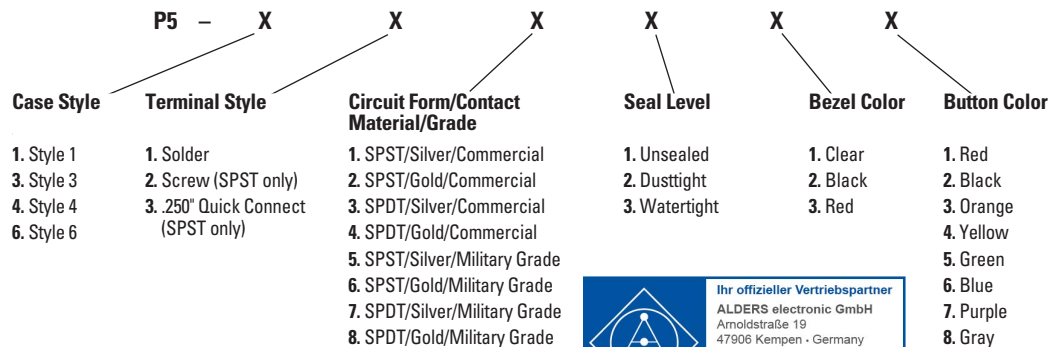 P5 – X X X X X X
Case Style
1. Style 1
3. Style 3
4. Style 4
6. Style 6
Terminal Style
1. Solder
2. Screw (SPST only)
3. .250" Quick Connect
(SPST only)
Circuit Form/Contact
Material/Grade
1. SPST/Silver/Commercial
2. SPST/Gold/Commercial
3. SPDT/Silver/Commercial
4. SPDT/Gold/Commercial
5. SPST/Silver/Military Grade
6. SPST/Gold/Military Grade
7. SPDT/Silver/Military Grade
8. SPDT/Gold/Military Grade
Seal Level
1. Unsealed
2. Dusttight
3. Watertight
Bezel Color
1. Clear
2. Black
3. Red
Button Color
1. Red
2. Black
3. Orange
4. Yellow
5. Green
6. Blue
7. Purple
8. Gray
Ihr offizieller Vertriebspartner
ALDERS electronic GmbH
Arnoldstraße 19
47906 Kempen · Germany